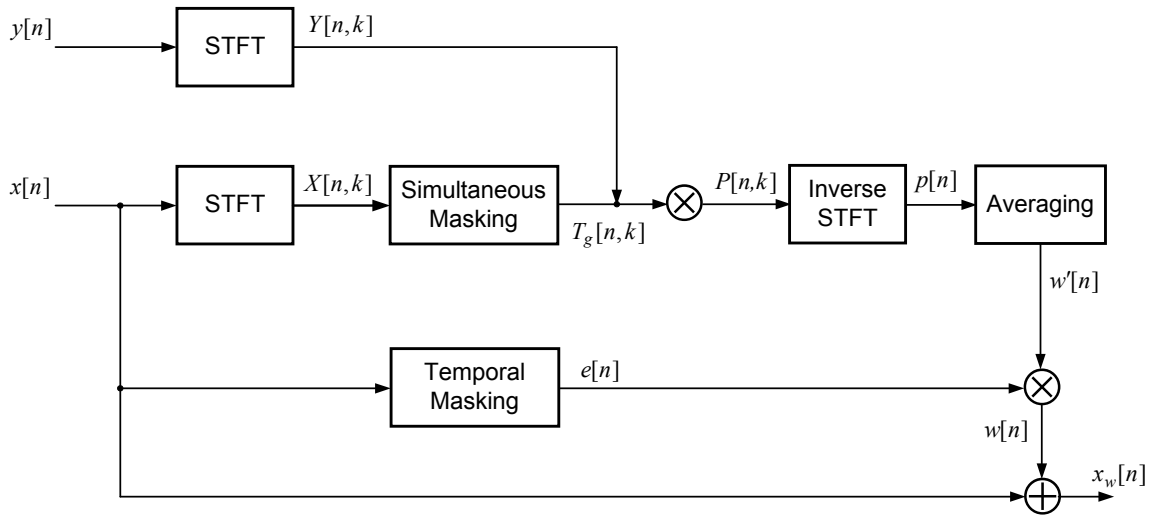 y[n]
STFT
Y[n,k]
x[n]
STFT
X[n,k]
Simultaneous
Masking
T_g[n,k]
P[n,k]
Inverse
STFT
p[n]
Averaging
w′[n]
Temporal
Masking
e[n]
w[n]
x_w[n]